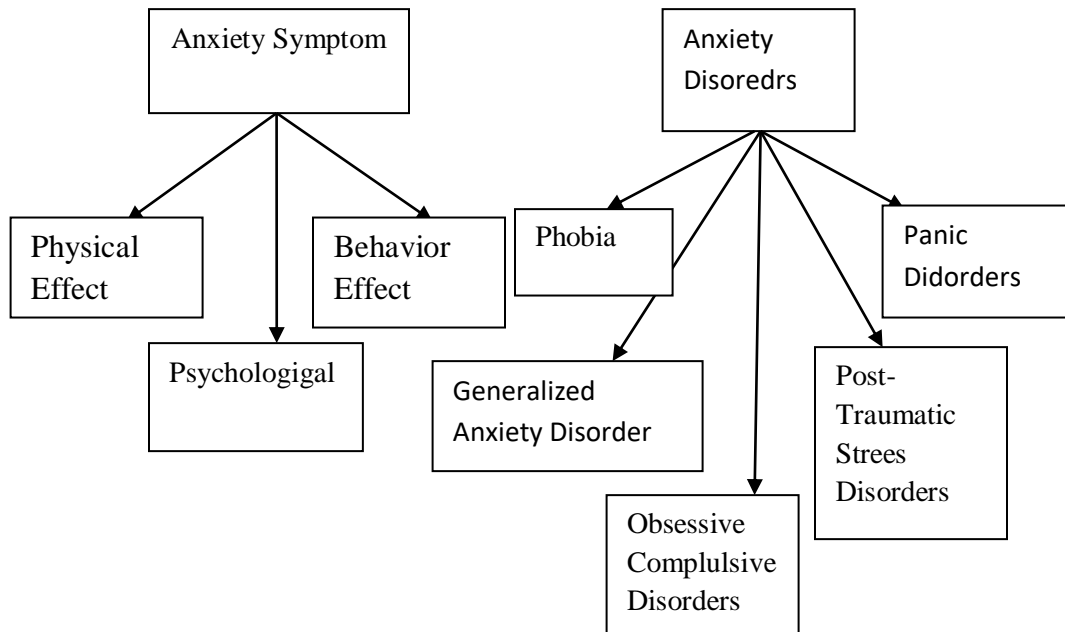 Anxiety Symptom
Anxiety
Disoredrs
Physical
Effect
Behavior
Effect
Phobia
Panic
Didorders
Psychologigal
Generalized
Anxiety Disorder
Post-
Traumatic
Strees
Disorders
Obsessive
Complulsive
Disorders